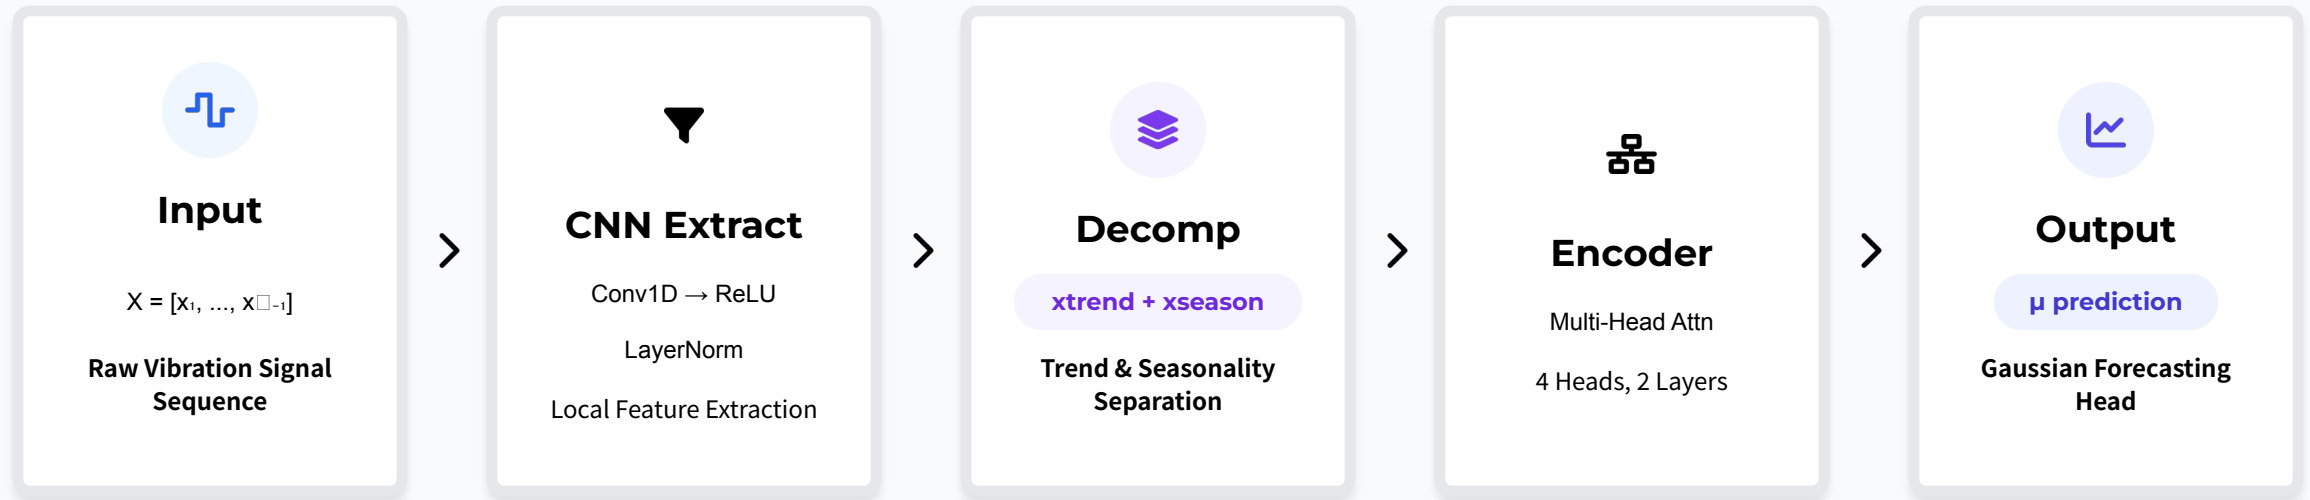 Input
X = [x₁, ..., x□₋₁]
Raw Vibration Signal
Sequence
CNN Extract
Conv1D → ReLU
LayerNorm
Local Feature Extraction
Decomp
xtrend + xseason
Trend & Seasonality
Separation
Encoder
Multi-Head Attn
4 Heads, 2 Layers
Output
μ prediction
Gaussian Forecasting
Head